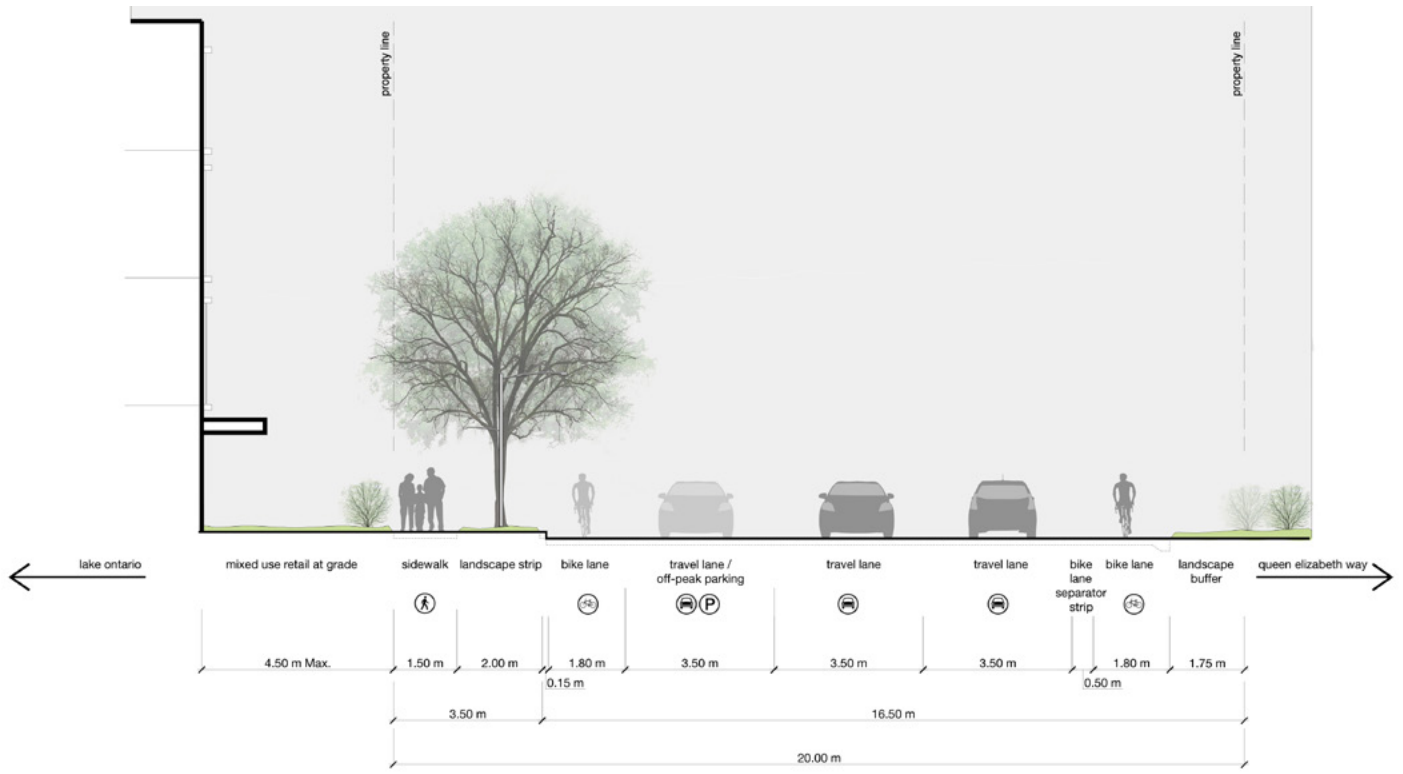 property line
property line
lake ontario
mixed use retail at grade
sidewalk
landscape strip
bike lane
travel lane /
off-peak parking
travel lane
travel lane
bike
lane
separator
strip
bike lane
landscape
buffer
queen elizabeth way
P
4.50 m Max.
1.50 m
2.00 m
1.80 m
3.50 m
3.50 m
3.50 m
1.80 m
1.75 m
0.15 m
0.50 m
3.50 m
16.50 m
20.00 m